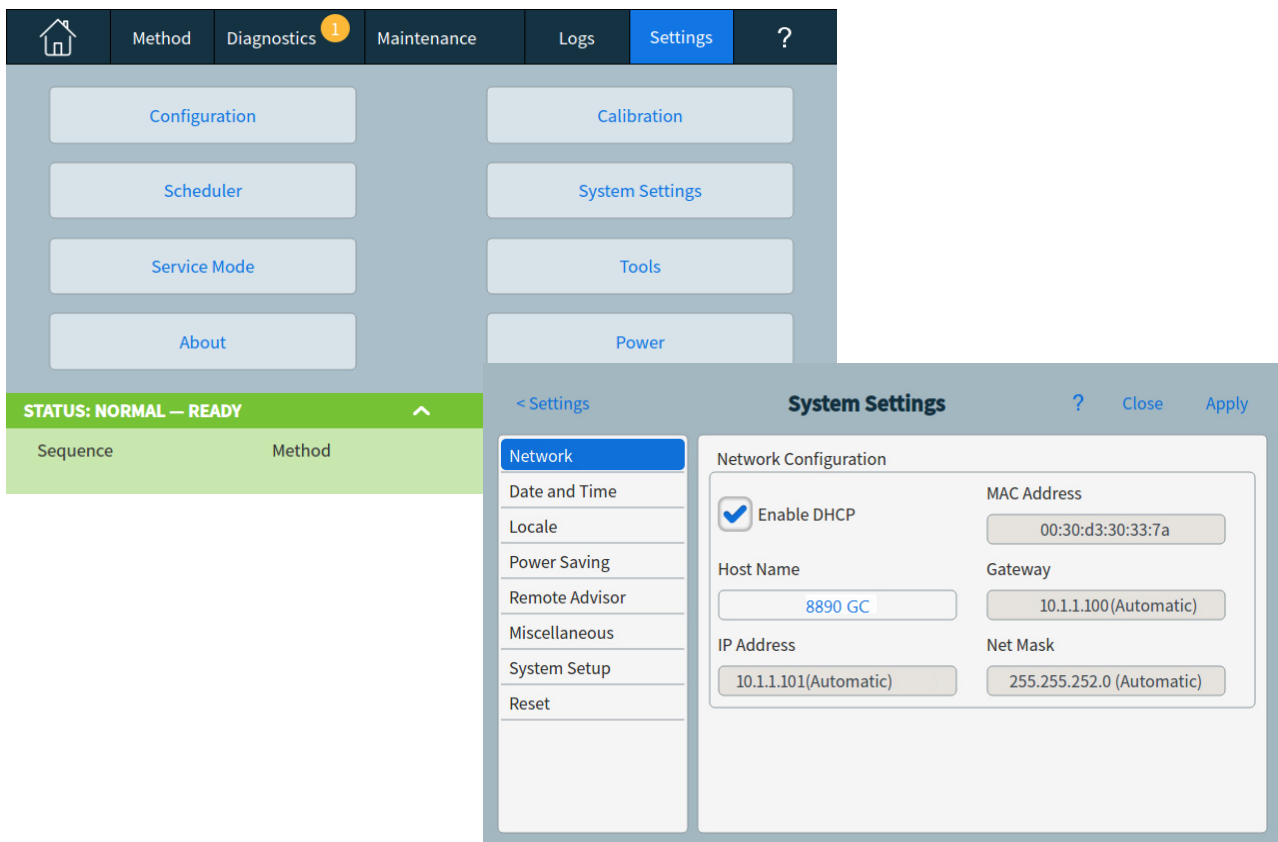 Method Diagnostics 1 Maintenance Logs Settings ?
Configuration Calibration
Scheduler System Settings
Service Mode Tools
About Power
STATUS: NORMAL — READY
Sequence Method
< Settings System Settings ? Close Apply
Network
Date and Time
Locale
Power Saving
Remote Advisor
Miscellaneous
System Setup
Reset
Network Configuration
Enable DHCP
MAC Address
00:30:d3:30:33:7a
Host Name
8890 GC
Gateway
10.1.1.100(Automatic)
IP Address
10.1.1.101(Automatic)
Net Mask
255.255.252.0 (Automatic)